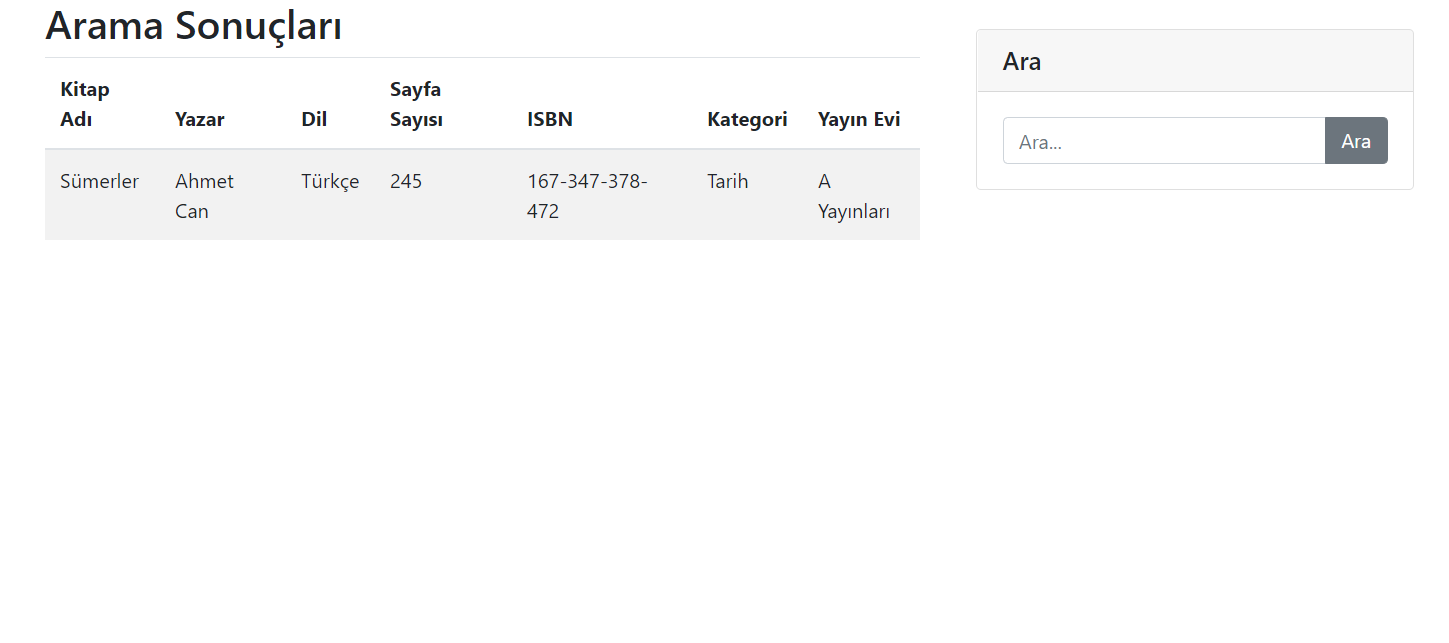 Arama Sonuçları
Kitap Adı Yazar Dil Sayfa Sayısı ISBN Kategori Yayın Evi
Sümerler Ahmet Can Türkçe 245 167-347-378-472 Tarih A Yayınları
Ara
Ara... Ara